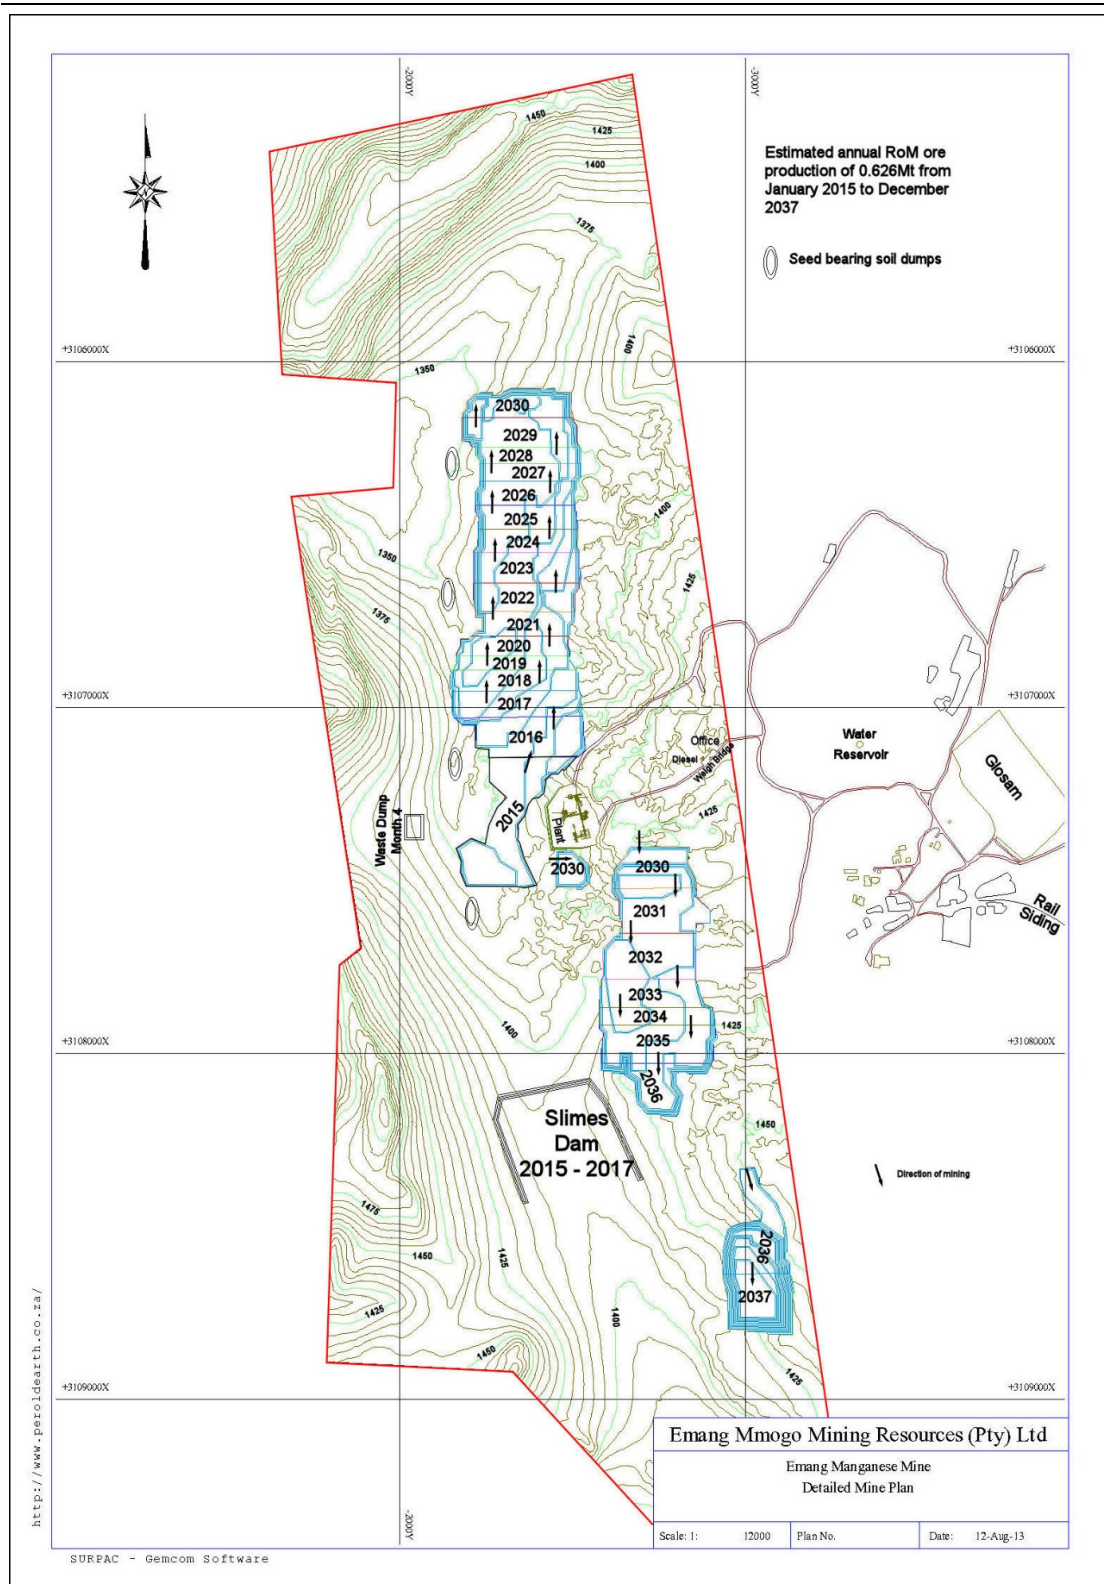 -2000Y
-3000Y
Estimated annual RoM ore
production of 0.626Mt from
January 2015 to December
2037
Seed bearing soil dumps
N
1450
1425
1400
1375
+3106000X
+3106000X
1400
1350
2030
2029
2028
2027
2026
2025
2024
2023
2022
2021
2020
2019
2018
2017
2016
2015
1400
1350
1425
1375
+3107000X
+3107000X
Office
Diesel
Weigh Bridge
Water
Reservoir
Glosam
1425
Plant
Waste Dump
Month 4
2030
2030
2031
2032
2033
2034
2035
2036
Rail
Siding
1400
1425
+3108000X
+3108000X
Slimes
Dam
2015 - 2017
1450
Direction of mining
1475
1450
1425
1425
1450
1400
1425
2036
2037
+3109000X
+3109000X
-2000Y
Emang Mmogo Mining Resources (Pty) Ltd
Emang Manganese Mine
Detailed Mine Plan
Scale: 1: 12000 Plan No. Date: 12-Aug-13
http://www.peroldearth.co.za/
SURPAC - Gemcom Software